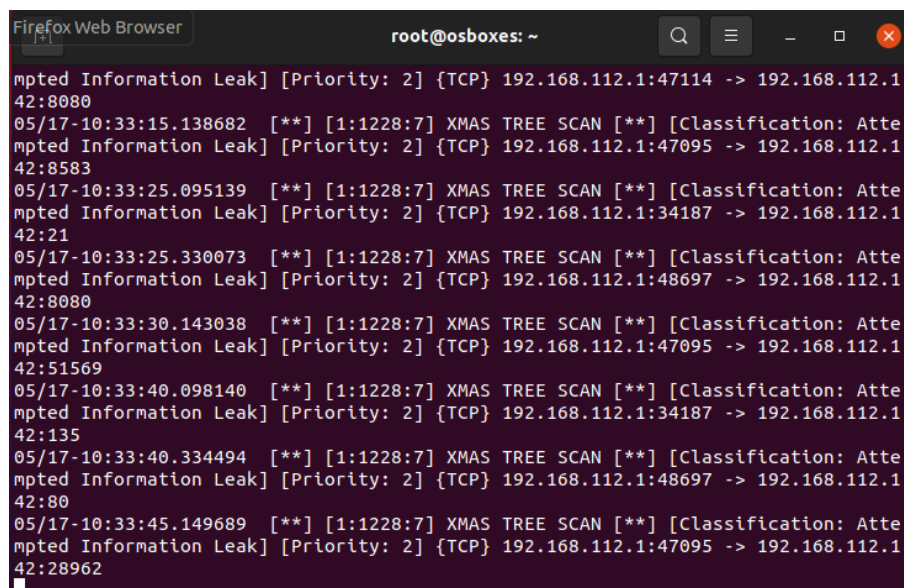 Firefox Web Browser
root@osboxes: ~
mpted Information Leak] [Priority: 2] {TCP} 192.168.112.1:47114 -> 192.168.112.1
42:8080
05/17-10:33:15.138682  [**] [1:1228:7] XMAS TREE SCAN [**] [Classification: Atte
mpted Information Leak] [Priority: 2] {TCP} 192.168.112.1:47095 -> 192.168.112.1
42:8583
05/17-10:33:25.095139  [**] [1:1228:7] XMAS TREE SCAN [**] [Classification: Atte
mpted Information Leak] [Priority: 2] {TCP} 192.168.112.1:34187 -> 192.168.112.1
42:21
05/17-10:33:25.330073  [**] [1:1228:7] XMAS TREE SCAN [**] [Classification: Atte
mpted Information Leak] [Priority: 2] {TCP} 192.168.112.1:48697 -> 192.168.112.1
42:8080
05/17-10:33:30.143038  [**] [1:1228:7] XMAS TREE SCAN [**] [Classification: Atte
mpted Information Leak] [Priority: 2] {TCP} 192.168.112.1:47095 -> 192.168.112.1
42:51569
05/17-10:33:40.098140  [**] [1:1228:7] XMAS TREE SCAN [**] [Classification: Atte
mpted Information Leak] [Priority: 2] {TCP} 192.168.112.1:34187 -> 192.168.112.1
42:135
05/17-10:33:40.334494  [**] [1:1228:7] XMAS TREE SCAN [**] [Classification: Atte
mpted Information Leak] [Priority: 2] {TCP} 192.168.112.1:48697 -> 192.168.112.1
42:80
05/17-10:33:45.149689  [**] [1:1228:7] XMAS TREE SCAN [**] [Classification: Atte
mpted Information Leak] [Priority: 2] {TCP} 192.168.112.1:47095 -> 192.168.112.1
42:28962